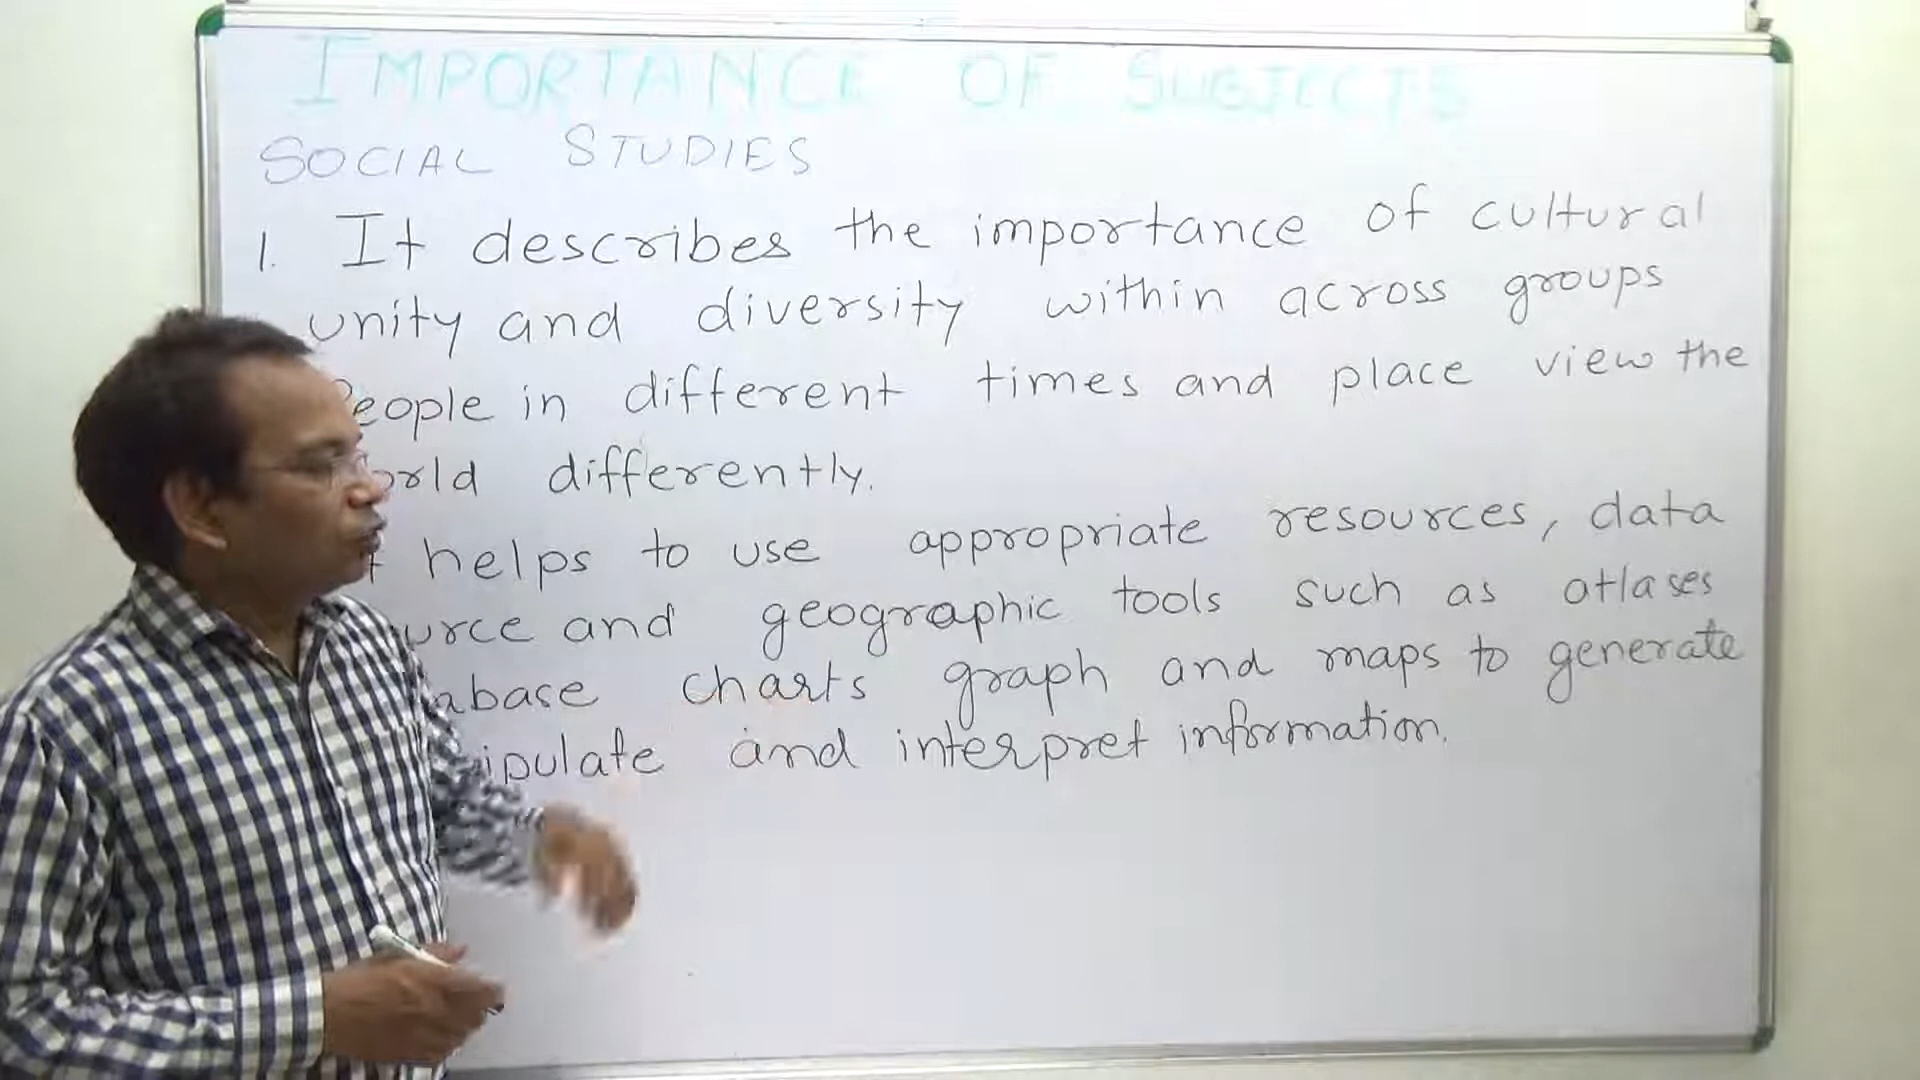 IMPORTANCE OF SUBJECTS
SOCIAL STUDIES
1. It describes the importance of cultural
unity and diversity within across groups
People in different times and place view the
orld differently.
helps to use appropriate resources, data
urce and geographic tools such as atlases
abase charts graph and maps to generate
ipulate and interpret information.